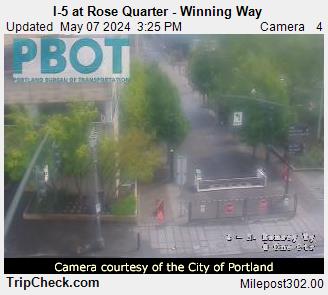 I-5 at Rose Quarter - Winning Way
Updated May 07 2024 3:25 PM Camera 4
PBOT
PORTLAND BUREAU OF TRANSPORTATION
Camera courtesy of the City of Portland
TripCheck.com Milepost302.00